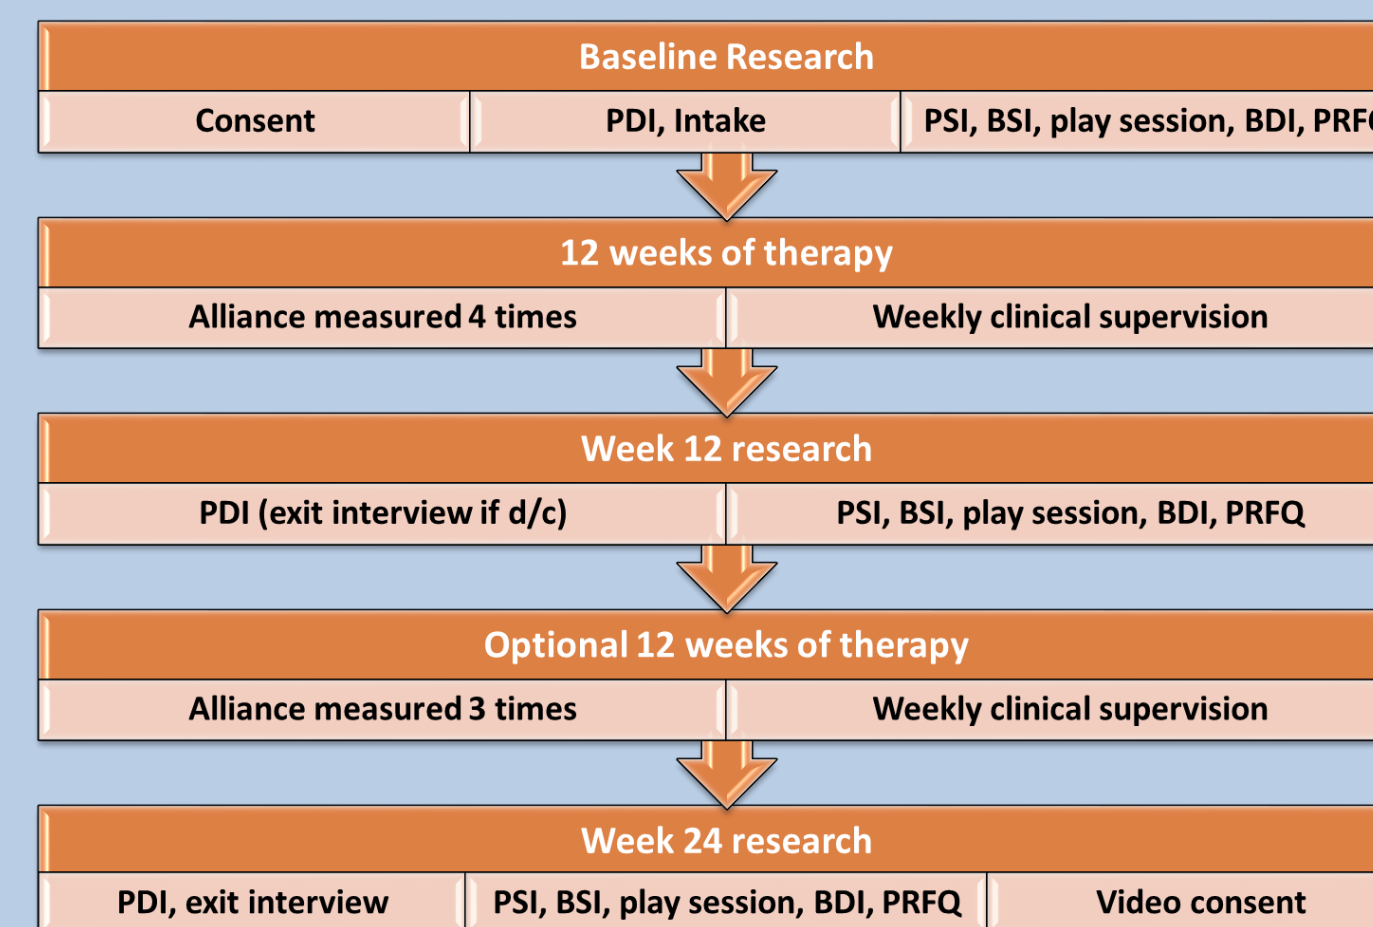 Baseline Research
Consent
PDI, Intake
PSI, BSI, play session, BDI,
12 weeks of therapy
Alliance measured 4 times
Weekly clinical supervision
Week 12 research
PDI (exit interview if d/c)
PSI, BSI, play session, BDI, PRFQ
Optional 12 weeks of therapy
Alliance measured 3 times
Weekly clinical supervision
Week 24 research
PDI, exit interview
PSI, BSI, play session, BDI, PRFQ
Video consent